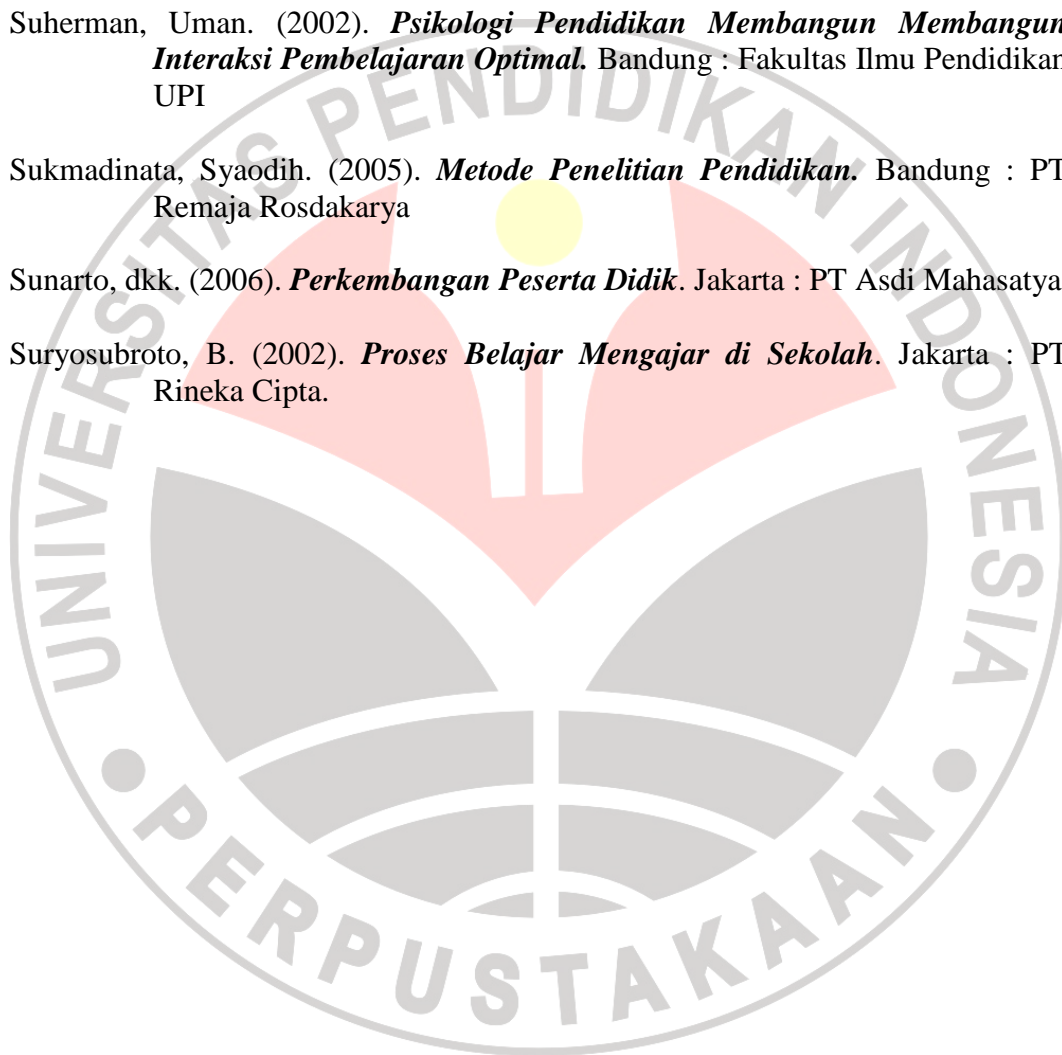 Suherman, Uman. (2002). Psikologi Pendidikan Membangun Membangun
Interaksi Pembelajaran Optimal. Bandung : Fakultas Ilmu Pendidikan
UPI
Sukmadinata, Syaodih. (2005). Metode Penelitian Pendidikan. Bandung : PT
Remaja Rosdakarya
Sunarto, dkk. (2006). Perkembangan Peserta Didik. Jakarta : PT Asdi Mahasatya
Suryosubroto, B. (2002). Proses Belajar Mengajar di Sekolah. Jakarta : PT
Rineka Cipta.
UNIVERSITAS PENDIDIKAN INDONESIA
PERPUSTAKAAN